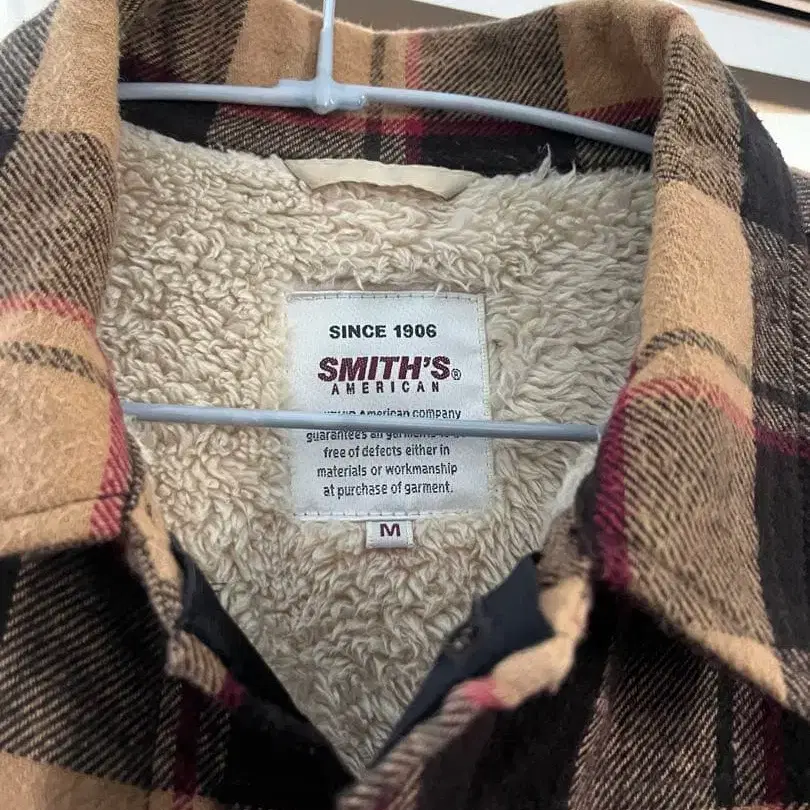 SINCE 1906
SMITH'S®
AMERICAN
American company
guarantees all
free of defects either in
materials or workmanship
at purchase of garment.
M